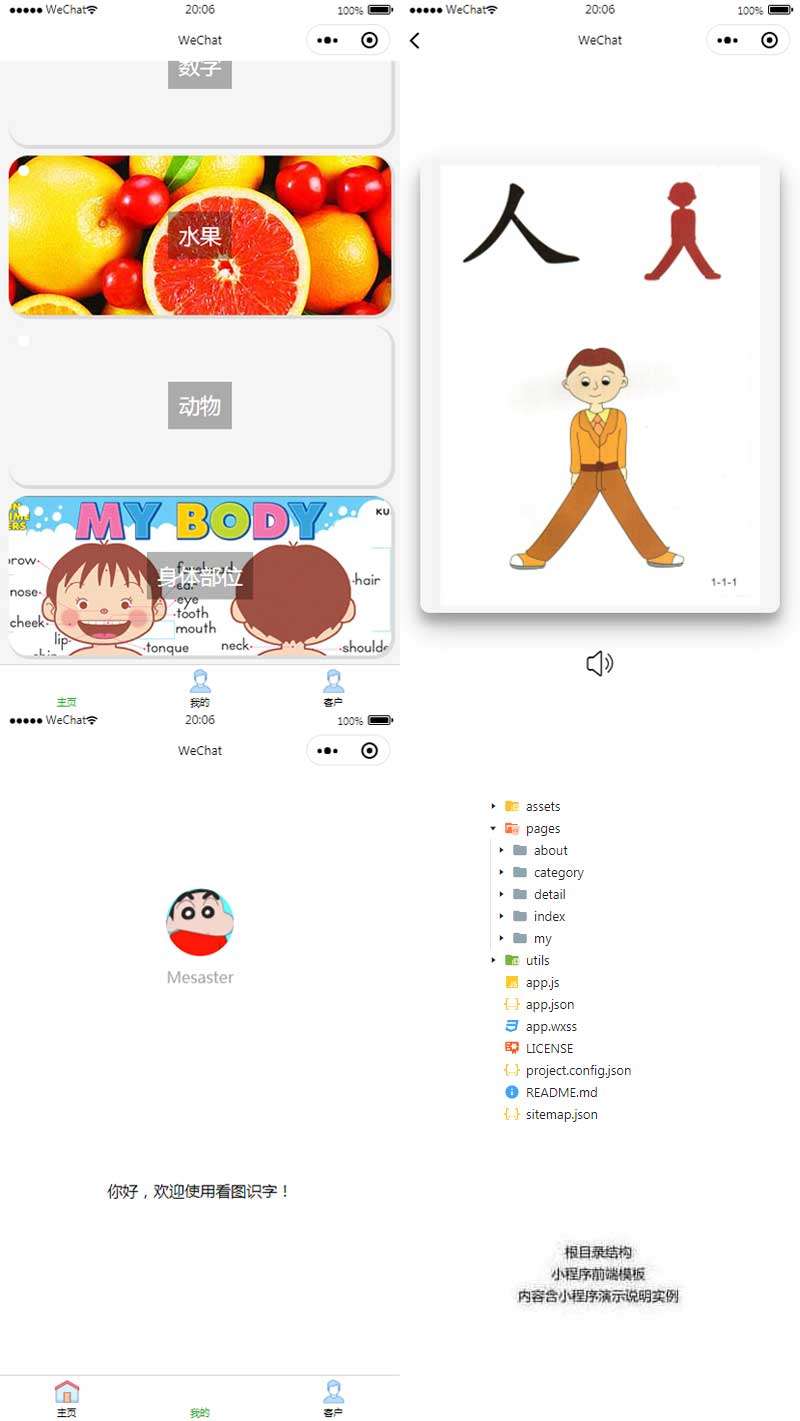 WeChat 20:06 100%
WeChat
数字
水果
动物
MY BODY
KU
row
nose
cheek
lip
ear
eye
tooth
mouth
tongue
hair
neck
shoulde
身体部位
主页 我的 客户
WeChat 20:06 100%
WeChat
人
1-1-1
WeChat 20:06 100%
WeChat
Mesaster
你好，欢迎使用看图识字！
主页 我的 客户
assets
pages
about
category
detail
index
my
utils
app.js
app.json
app.wxss
LICENSE
project.config.json
README.md
sitemap.json
根目录结构
小程序前端模板
内容含小程序演示说明实例